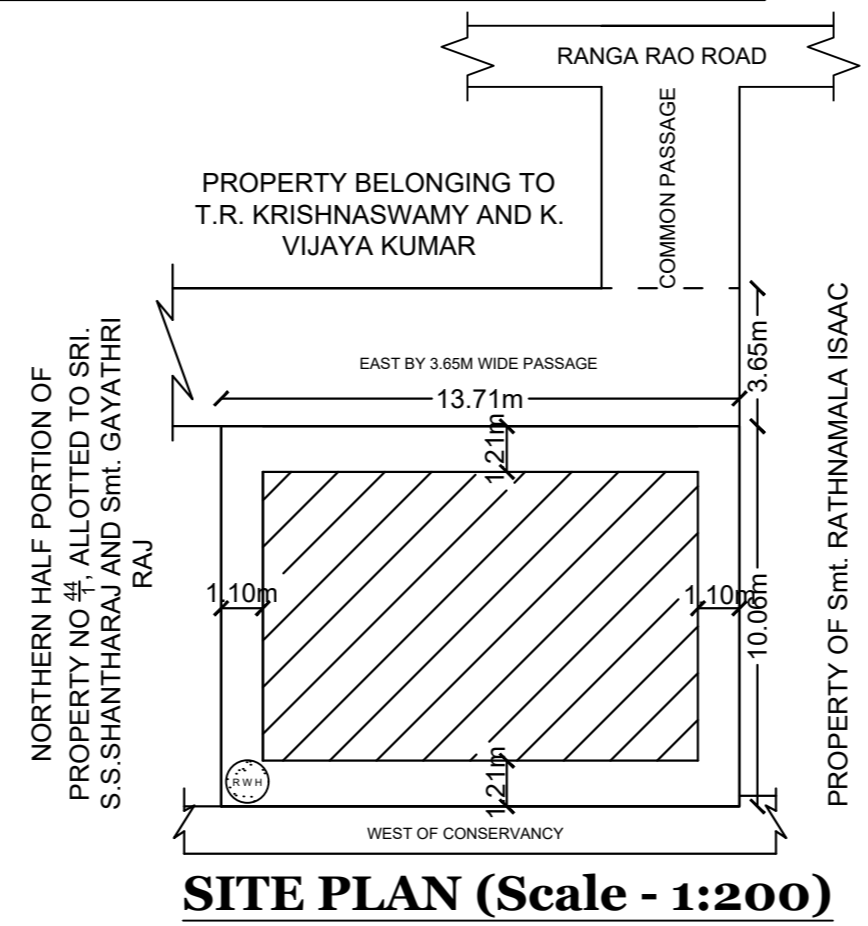 RANGA RAO ROAD
COMMON PASSAGE
PROPERTY BELONGING TO
T.R. KRISHNASWAMY AND K.
VIJAYA KUMAR
EAST BY 3.65M WIDE PASSAGE
13.71m
3.65m
1.21m
NORTHERN HALF PORTION OF
PROPERTY NO 44/1, ALLOTTED TO SRI.
S.S.SHANTHARAJ AND Smt. GAYATHRI
RAJ
1.10m
1.10m
10.06m
PROPERTY OF Smt. RATHNAMALA ISAAC
RWH
1.21m
WEST OF CONSERVANCY
SITE PLAN (Scale - 1:200)